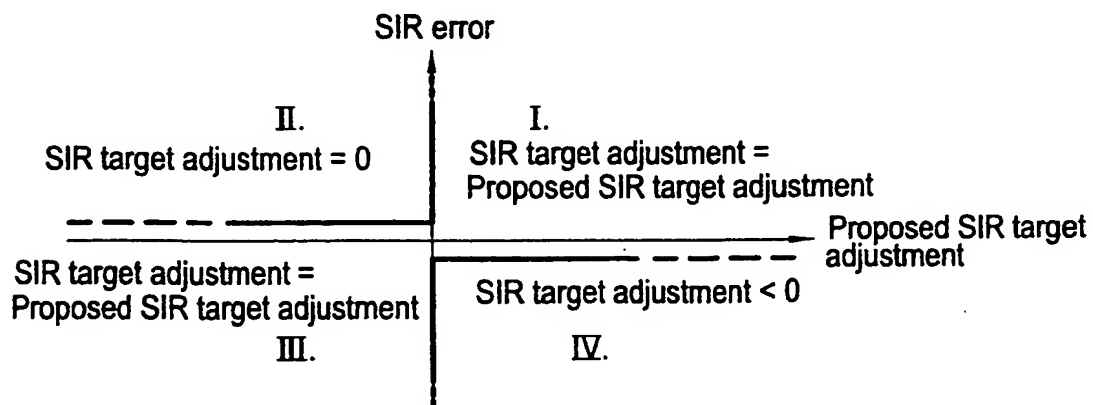 SIR error
II.
SIR target adjustment = 0
I.
SIR target adjustment =
Proposed SIR target adjustment
Proposed SIR target
adjustment
SIR target adjustment =
Proposed SIR target adjustment
III.
SIR target adjustment < 0
IV.